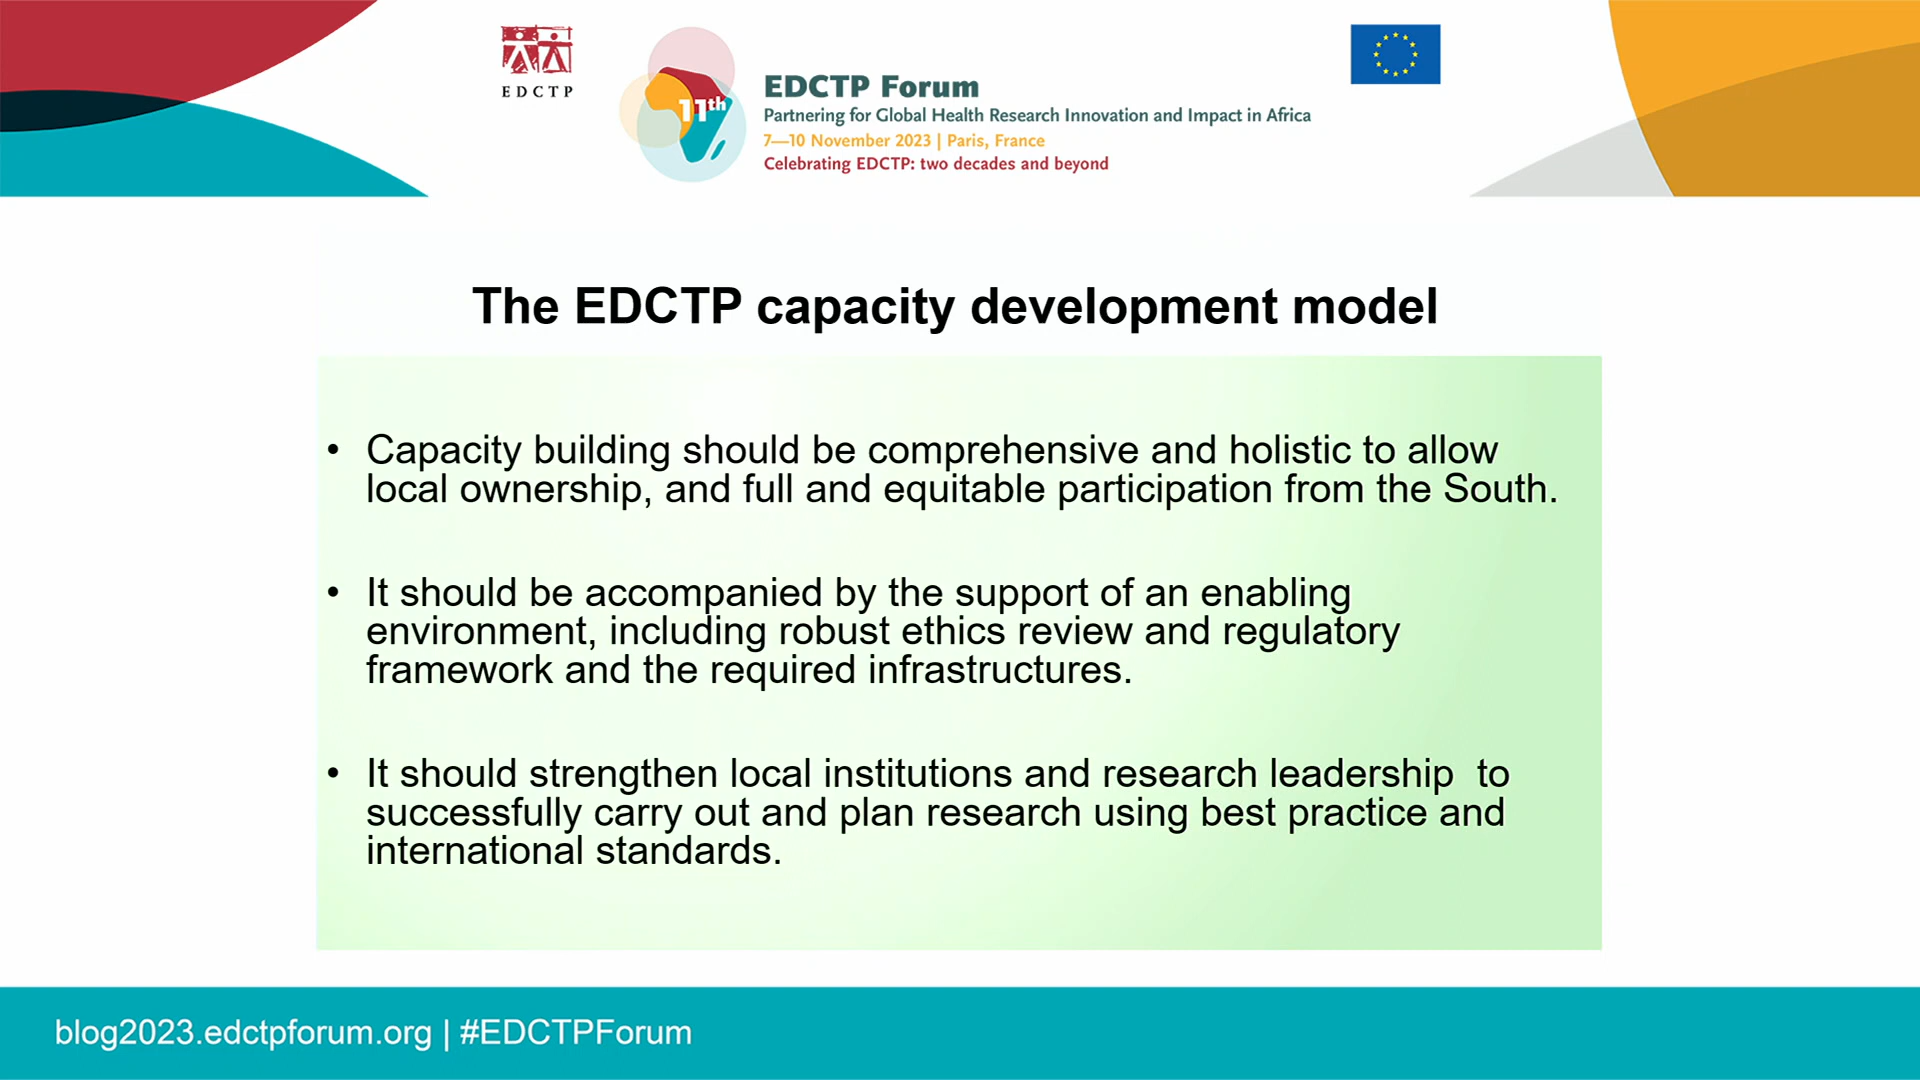 EDCTP
11th
EDCTP Forum
Partnering for Global Health Research Innovation and Impact in Africa
7—10 November 2023 | Paris, France
Celebrating EDCTP: two decades and beyond
The EDCTP capacity development model
• Capacity building should be comprehensive and holistic to allow
local ownership, and full and equitable participation from the South.
• It should be accompanied by the support of an enabling
environment, including robust ethics review and regulatory
framework and the required infrastructures.
• It should strengthen local institutions and research leadership  to
successfully carry out and plan research using best practice and
international standards.
blog2023.edctpforum.org | #EDCTPForum